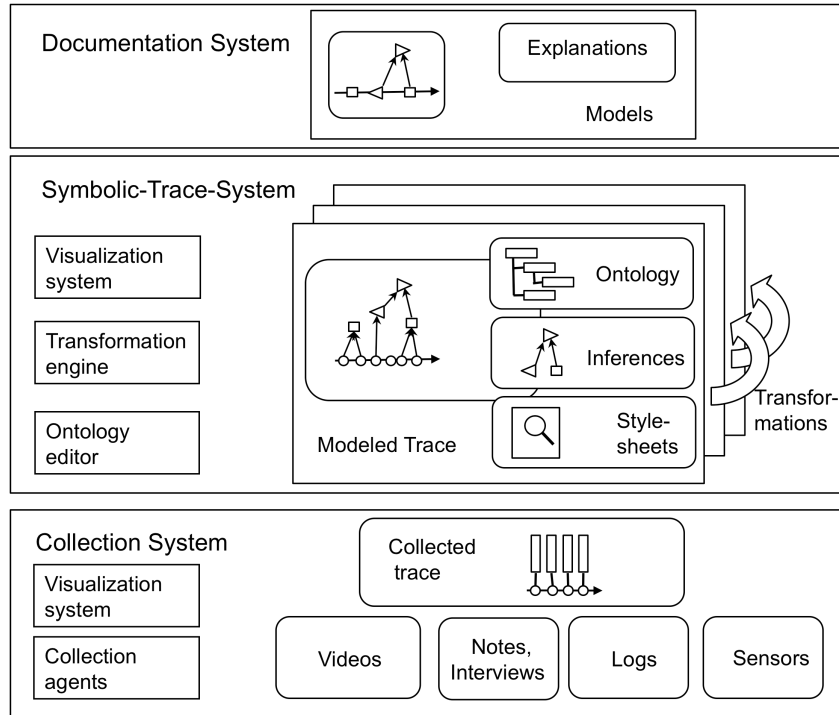 Documentation System
Explanations
Models
Symbolic-Trace-System
Visualization
system
Transformation
engine
Ontology
editor
Ontology
Inferences
Style-
sheets
Modeled Trace
Transfor-
mations
Collection System
Visualization
system
Collection
agents
Collected
trace
Videos
Notes,
Interviews
Logs
Sensors